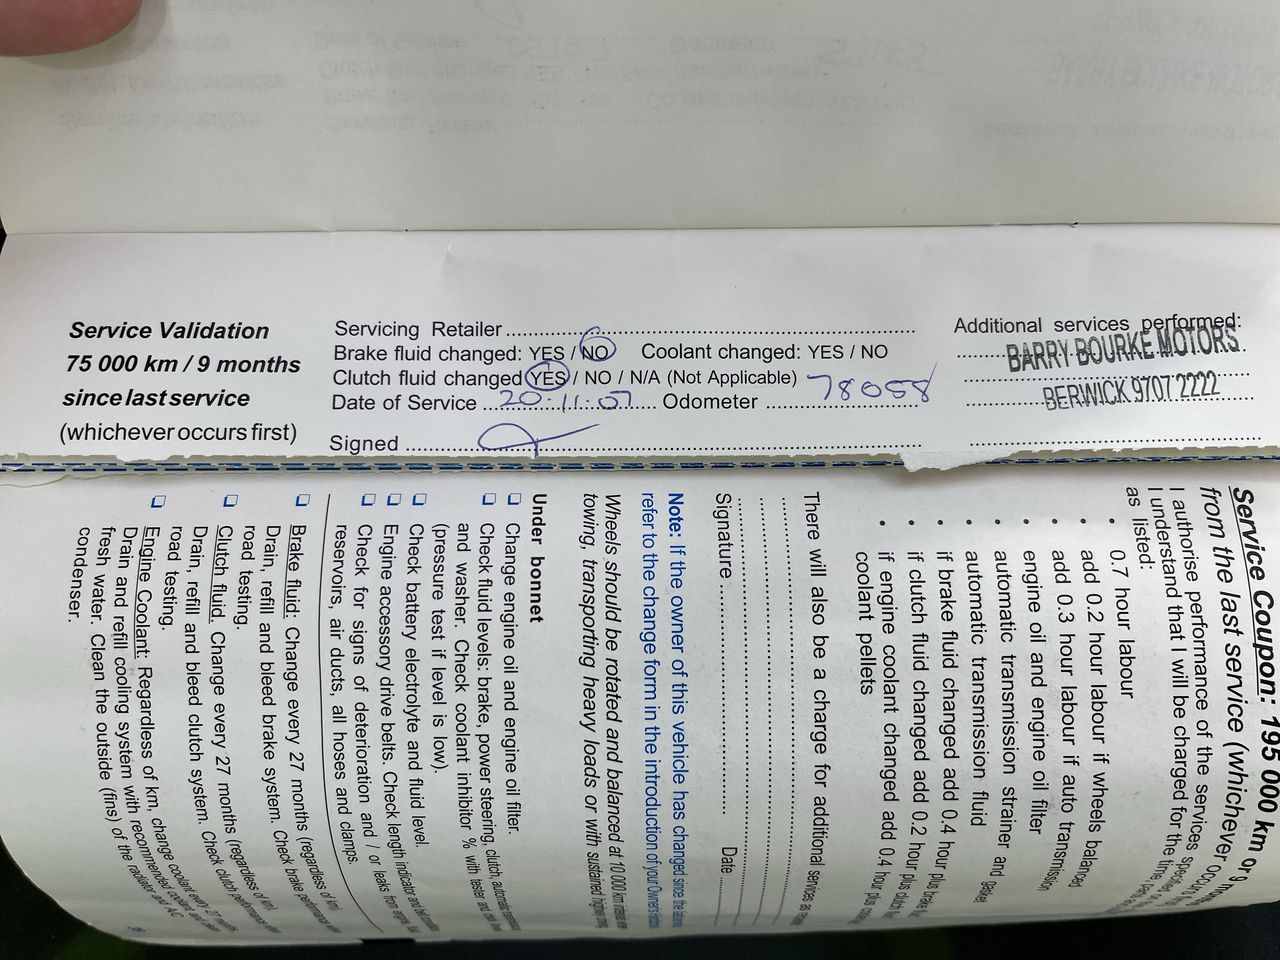 Service Validation
75 000 km / 9 months
since last service
(whichever occurs first)
Servicing Retailer
Brake fluid changed: YES / NO Coolant changed: YES / NO
Clutch fluid changed YES / NO / N/A (Not Applicable)
Date of Service 20-11-07 Odometer 78058
Signed
Additional services performed:
BARRY BOURKE MOTORS
BERWICK 9707 2222
Service Coupon: 195 000 km or 9
from the last service (whichever
I authorise performance of the services
I understand that I will be charged for the
as listed:
• 0.7 hour labour
• add 0.2 hour labour if wheels balanced
• add 0.3 hour labour if auto transmission
• engine oil and engine oil filter
• automatic transmission strainer and gasket
• automatic transmission fluid
• if brake fluid changed add 0.4 hour plus brake
• if clutch fluid changed add 0.2 hour plus clutch
• if engine coolant changed add 0.4 hour plus
coolant pellets
There will also be a charge for additional services as
Signature Date
Note: If the owner of this vehicle has changed since the
refer to the change form in the introduction of your Owner's
Wheels should be rotated and balanced at 10 000 km
towing, transporting heavy loads or with sustained
Under bonnet
❑ Change engine oil and engine oil filter.
❑ Check fluid levels: brake, power steering, clutch, automatic
and washer. Check coolant inhibitor % with tester and
❑ Check battery electrolyte and fluid level.
(pressure test if level is low).
❑ Engine accessory drive belts. Check length indicator and
❑ Check for signs of deterioration and / or leaks from
reservoirs, air ducts, all hoses and clamps.
❑ Brake fluid: Change every 27 months (regardless of km).
Drain, refill and bleed brake system. Check brake performance
road testing.
❑ Clutch fluid. Change every 27 months (regardless of km).
Drain, refill and bleed clutch system. Check clutch
road testing.
❑ Engine Coolant: Regardless of km, change coolant every 27
Drain and refill cooling system with recommended coolant and
fresh water. Clean the outside (fins) of the radiator and A/C
condenser.